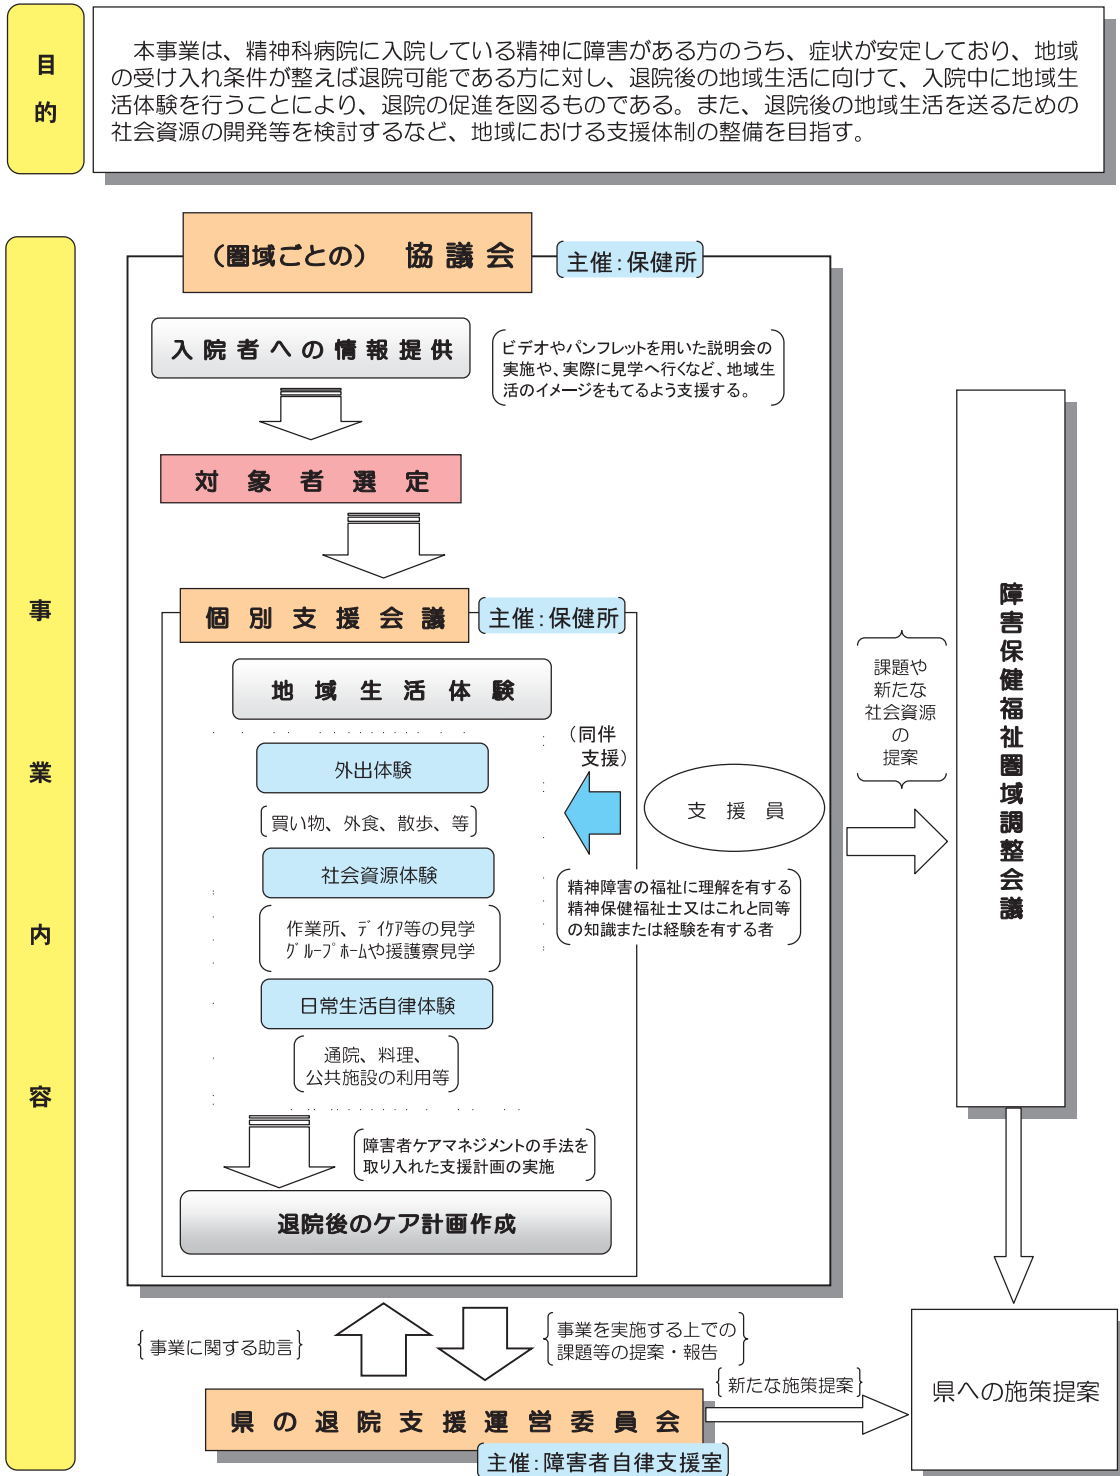 目
的
本事業は、精神科病院に入院している精神に障害がある方のうち、症状が安定しており、地域
の受け入れ条件が整えば退院可能である方に対し、退院後の地域生活に向けて、入院中に地域生
活体験を行うことにより、退院の促進を図るものである。また、退院後の地域生活を送るための
社会資源の開発等を検討するなど、地域における支援体制の整備を目指す。
事
業
内
容
（圏域ごとの） 協議会
主催：保健所
入院者への情報提供
ビデオやパンフレットを用いた説明会の
実施や、実際に見学へ行くなど、地域生
活のイメージをもてるよう支援する。
対象者選定
個別支援会議
主催：保健所
地域生活体験
外出体験
買い物、外食、散歩、等
社会資源体験
作業所、ﾃﾞｲｹｱ等の見学
ｸﾞﾙｰﾌﾟﾎｰﾑや援護寮見学
日常生活自律体験
通院、料理、
公共施設の利用等
（同伴
支援）
支援員
精神障害の福祉に理解を有する
精神保健福祉士又はこれと同等
の知識または経験を有する者
障害者ケアマネジメントの手法を
取り入れた支援計画の実施
退院後のケア計画作成
課題や
新たな
社会資源
の
提案
障害保健福祉圏域調整会議
事業に関する助言
事業を実施する上での
課題等の提案・報告
新たな施策提案
県の退院支援運営委員会
主催：障害者自律支援室
県への施策提案